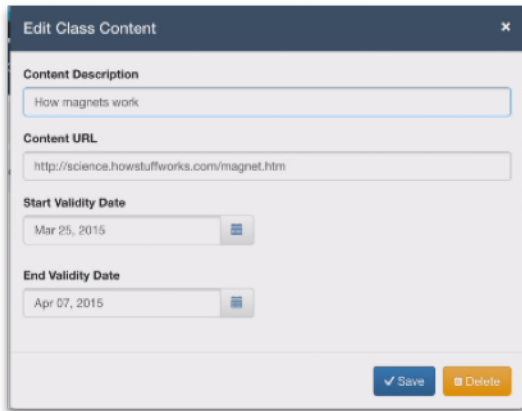 Edit Class Content
Content Description
How magnets work
Content URL
http://science.howstuffworks.com/magnet.htm
Start Validity Date
Mar 25, 2015
End Validity Date
Apr 07, 2015
Save
Delete